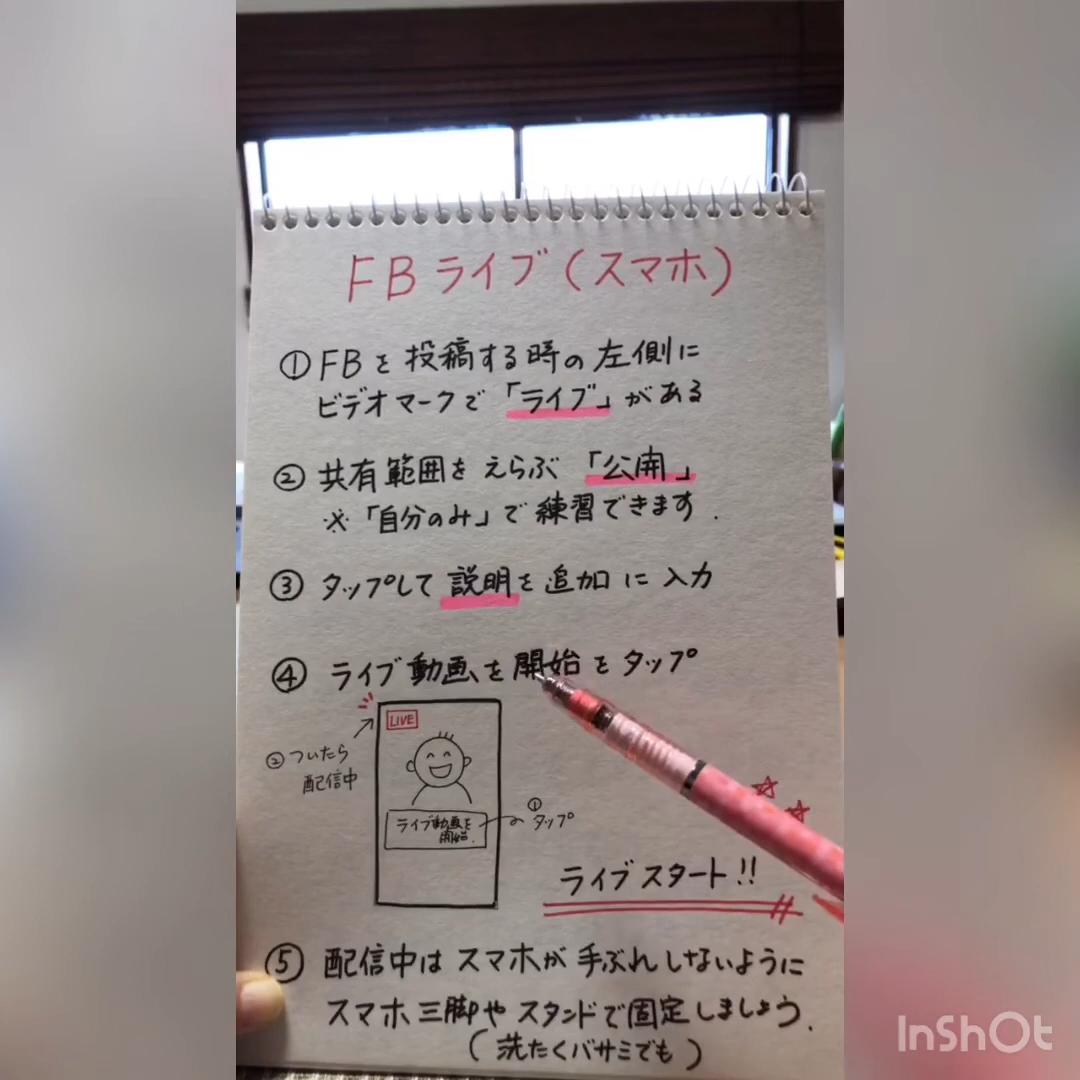 FBライブ(スマホ)
①FBを投稿する時の左側に
ビデオマークで「ライブ」がある
②共有範囲をえらぶ「公開」
※「自分のみ」で練習できます.
③タップして説明を追加に入力
④ライブ動画を開始をタップ
LIVE
②ついたら
配信中
ライブ動画を
開始.
①
タップ
ライブスタート!!
⑤配信中はスマホが手ぶれしないように
スマホ三脚やスタンドで固定しましょう.
(洗たくバサミでも)
InShOt